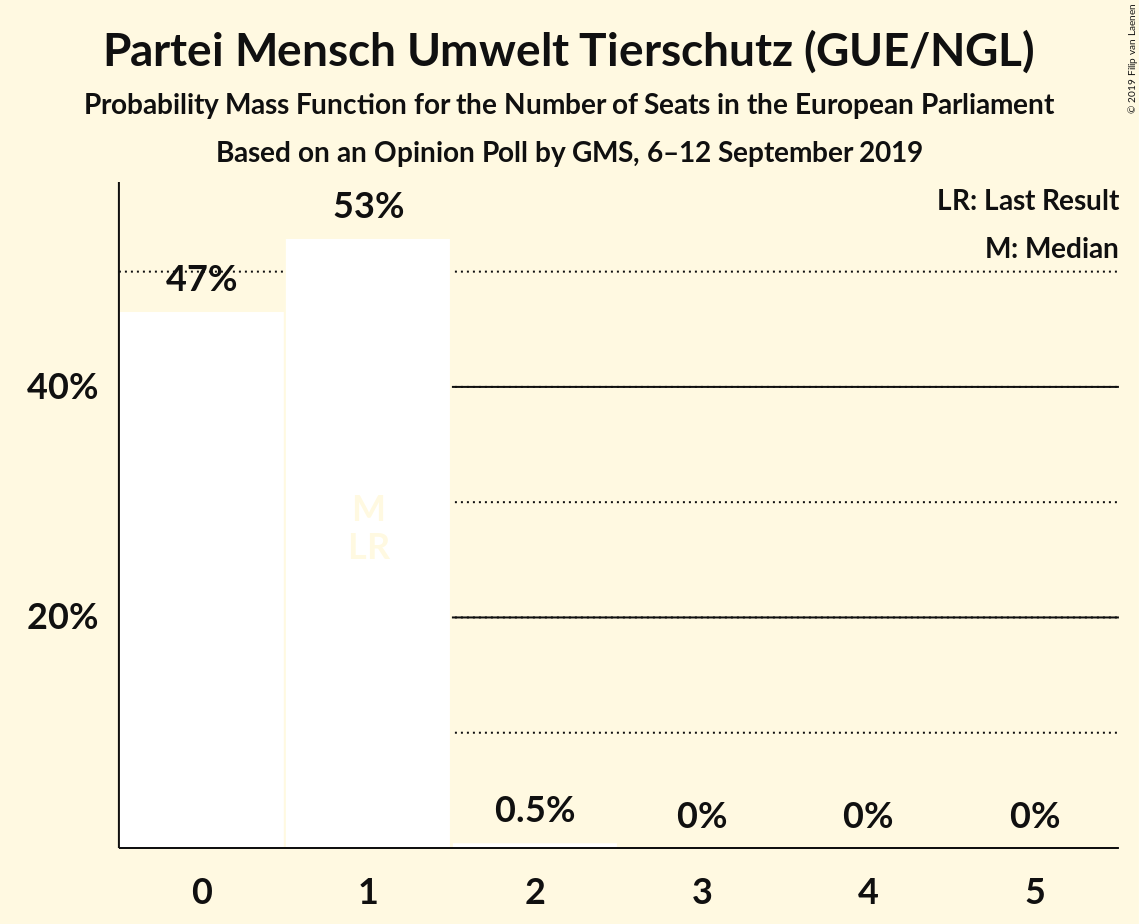 Partei Mensch Umwelt Tierschutz (GUE/NGL)
Probability Mass Function for the Number of Seats in the European Parliament
Based on an Opinion Poll by GMS, 6–12 September 2019
© 2019 Filip van Laenen
LR: Last Result
M: Median
53%
47%
40%
M
LR
20%
0.5%
0%
0%
0%
0
1
2
3
4
5